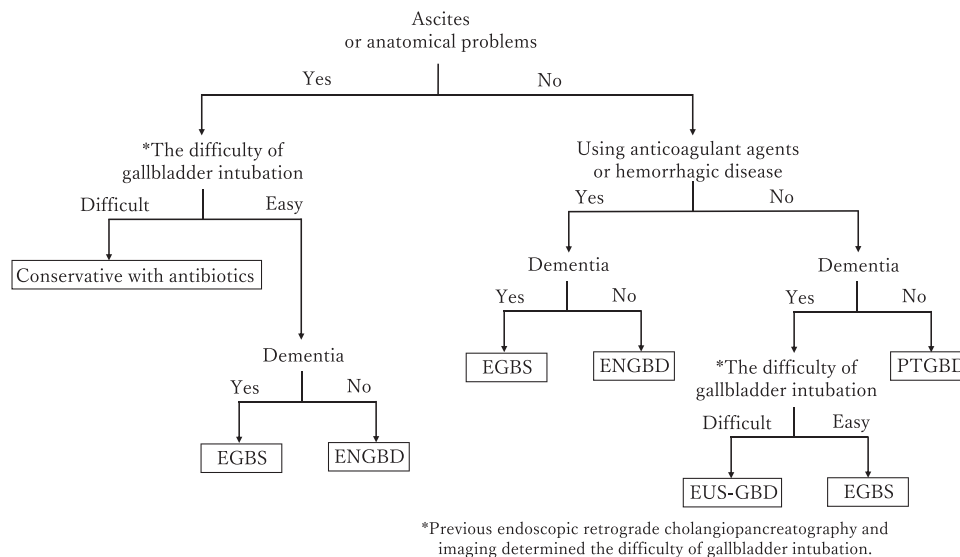 Ascites
or anatomical problems
Yes
No
*The difficulty of
gallbladder intubation
Difficult
Easy
Conservative with antibiotics
Dementia
Yes
No
EGBS
ENGBD
Using anticoagulant agents
or hemorrhagic disease
Yes
No
Dementia
Yes
No
EGBS
ENGBD
Dementia
Yes
No
*The difficulty of
gallbladder intubation
PTGBD
Difficult
Easy
EUS-GBD
EGBS
*Previous endoscopic retrograde cholangiopancreatography and
imaging determined the difficulty of gallbladder intubation.